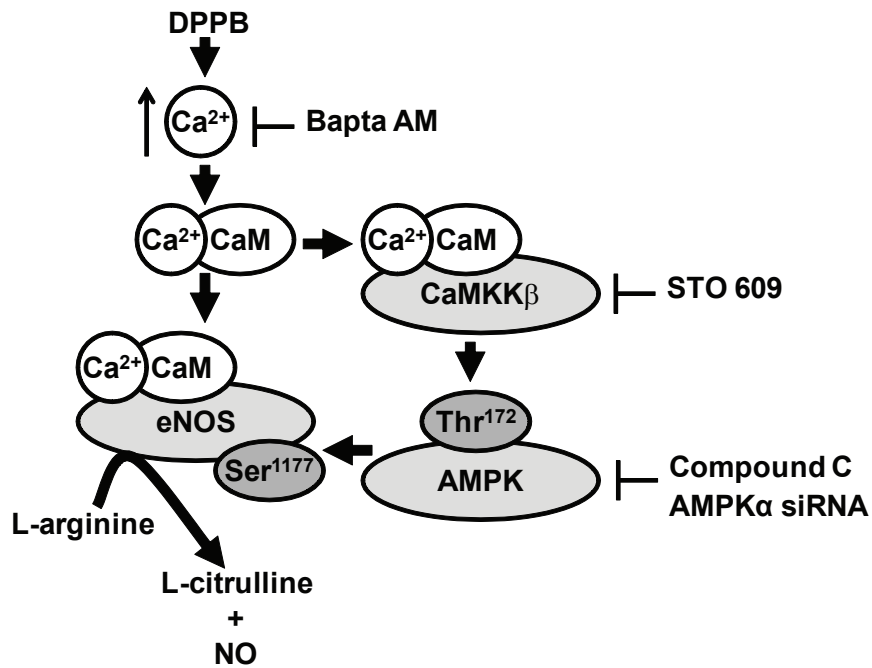 DPPB
Ca²⁺
Bapta AM
Ca²⁺ CaM
Ca²⁺ CaM
CaMKKβ
STO 609
Ca²⁺ CaM
eNOS
Ser¹¹⁷⁷
Thr¹⁷²
AMPK
Compound C
AMPKα siRNA
L-arginine
L-citrulline
+
NO